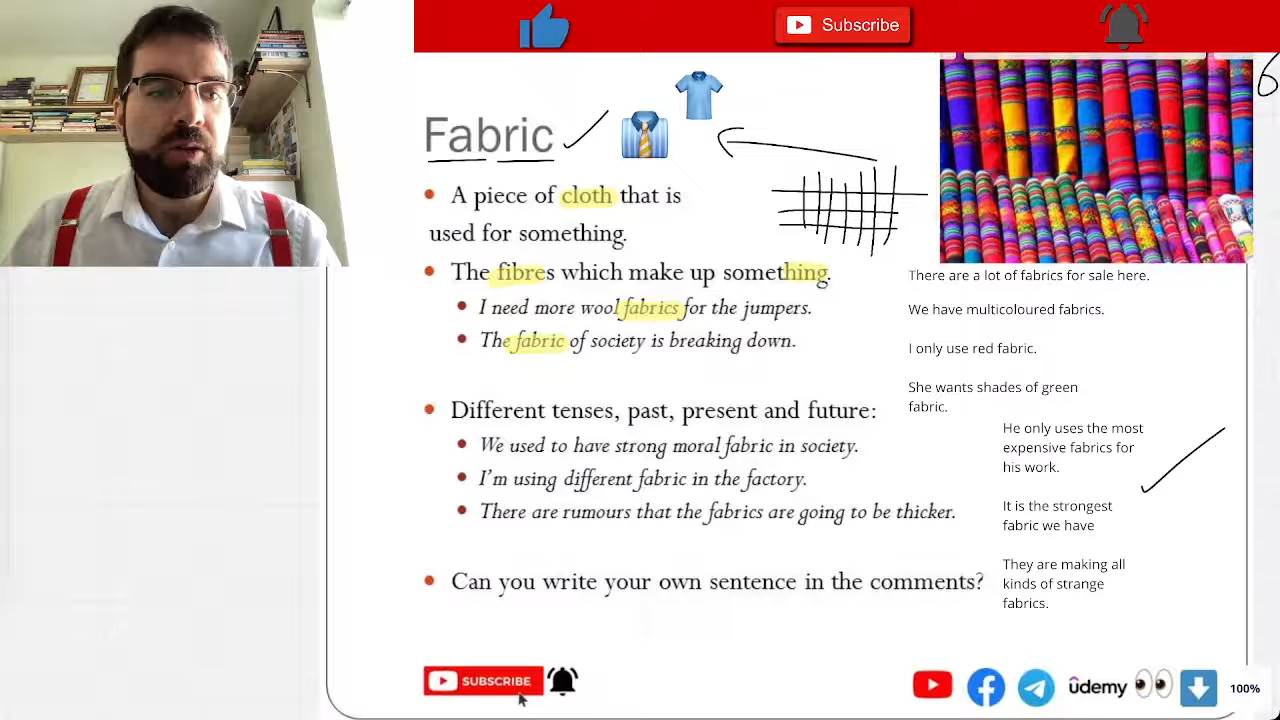 Subscribe
6
Fabric
A piece of cloth that is
used for something.
The fibres which make up something.
I need more wool fabrics for the jumpers.
The fabric of society is breaking down.
Different tenses, past, present and future:
We used to have strong moral fabric in society.
I'm using different fabric in the factory.
There are rumours that the fabrics are going to be thicker.
Can you write your own sentence in the comments?
There are a lot of fabrics for sale here.
We have multicoloured fabrics.
I only use red fabric.
She wants shades of green
fabric.
He only uses the most
expensive fabrics for
his work.
It is the strongest
fabric we have
They are making all
kinds of strange
fabrics.
SUBSCRIBE
ûdemy
100%